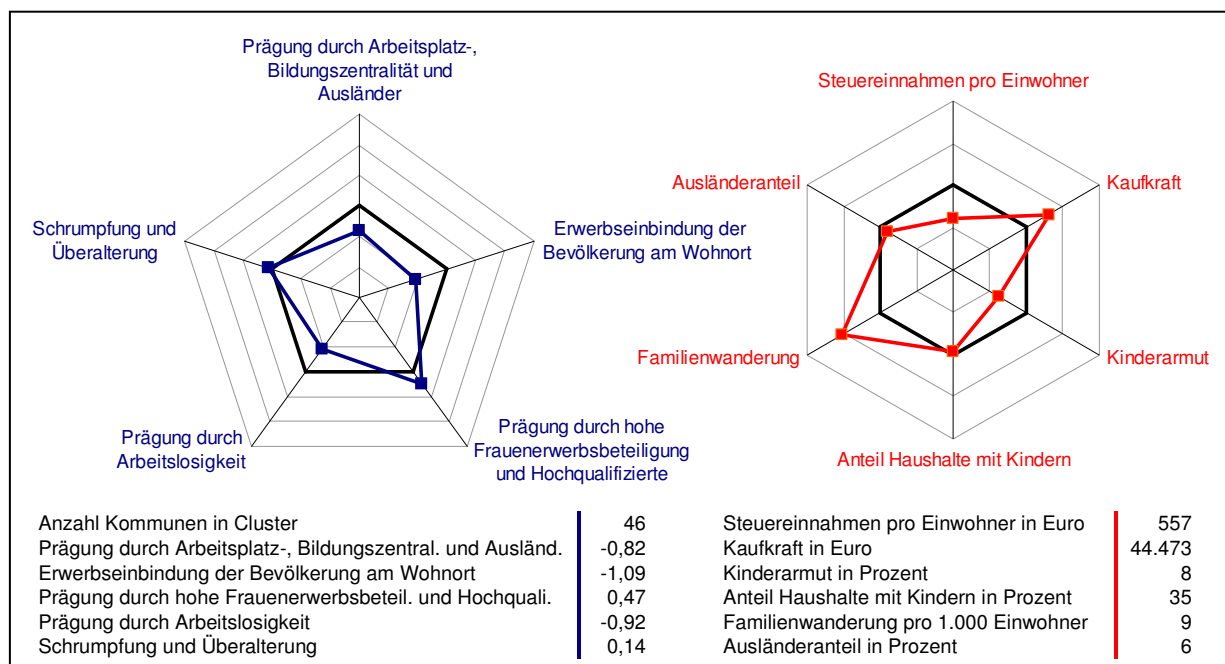 Prägung durch Arbeitsplatz-,
Bildungszentralität und
Ausländer
Schrumpfung und
Überalterung
Erwerbseinbindung der
Bevölkerung am Wohnort
Prägung durch
Arbeitslosigkeit
Prägung durch hohe
Frauenerwerbsbeteiligung
und Hochqualifizierte
Steuereinnahmen pro Einwohner
Ausländeranteil
Kaufkraft
Familienwanderung
Kinderarmut
Anteil Haushalte mit Kindern
Anzahl Kommunen in Cluster 46
Prägung durch Arbeitsplatz-, Bildungszentral. und Ausländ. -0,82
Erwerbseinbindung der Bevölkerung am Wohnort -1,09
Prägung durch hohe Frauenerwerbsbeteil. und Hochquali. 0,47
Prägung durch Arbeitslosigkeit -0,92
Schrumpfung und Überalterung 0,14
Steuereinnahmen pro Einwohner in Euro 557
Kaufkraft in Euro 44.473
Kinderarmut in Prozent 8
Anteil Haushalte mit Kindern in Prozent 35
Familienwanderung pro 1.000 Einwohner 9
Ausländeranteil in Prozent 6